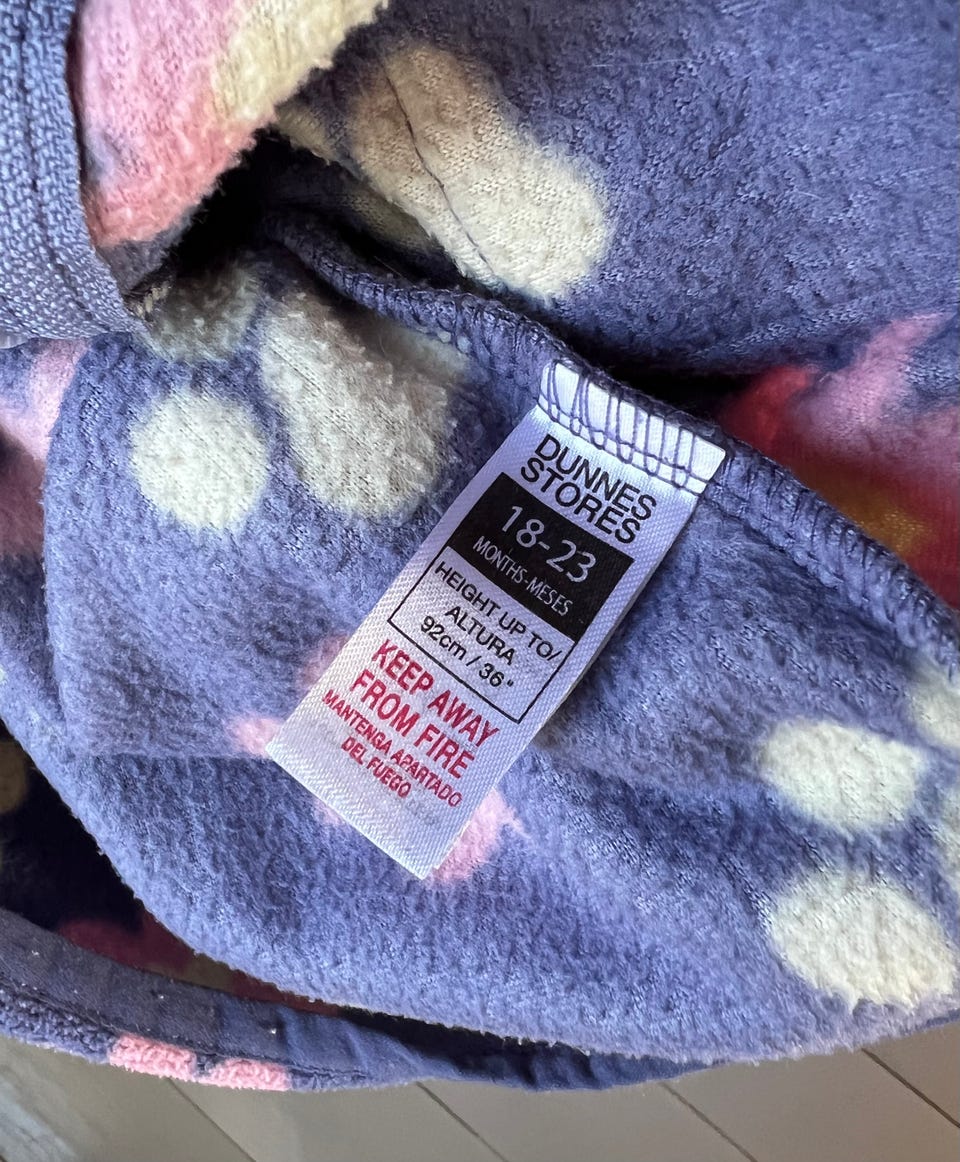 DUNNES
STORES
18-23
MONTHS-MESES
HEIGHT UP TO/
ALTURA
92cm / 36"
KEEP AWAY
FROM FIRE
MANTENGA APARTADO
DEL FUEGO